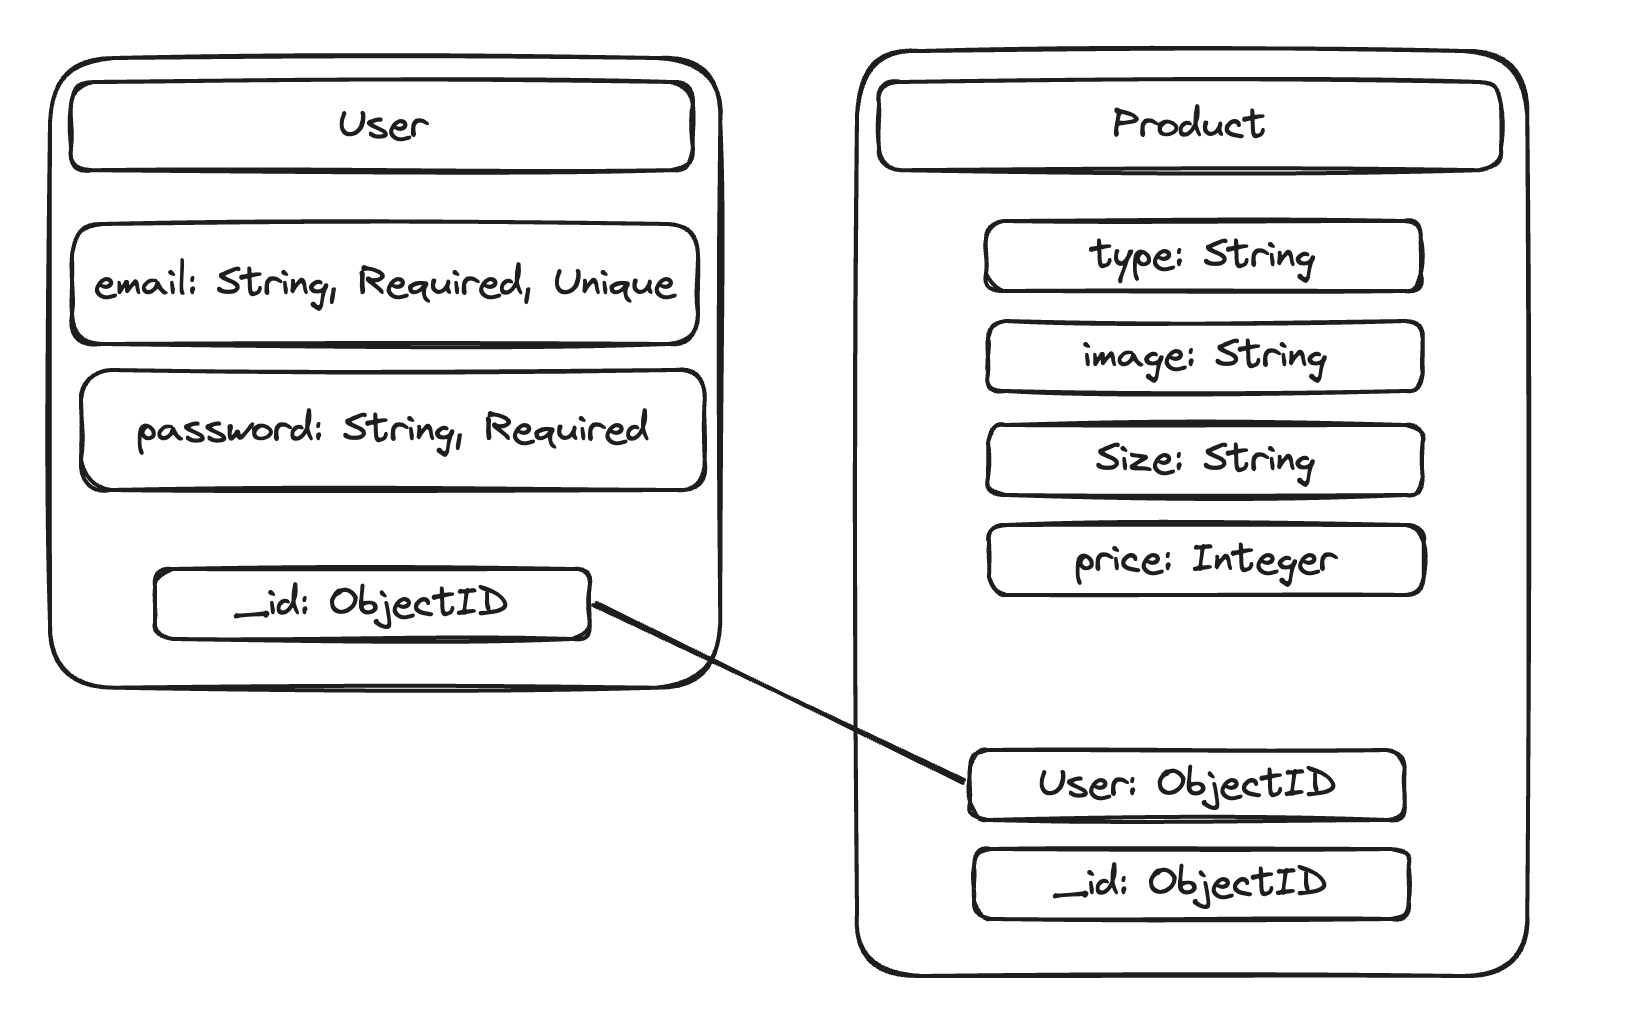 User
email: String, Required, Unique
password: String, Required
_id: ObjectID
Product
type: String
image: String
Size: String
price: Integer
User: ObjectID
_id: ObjectID